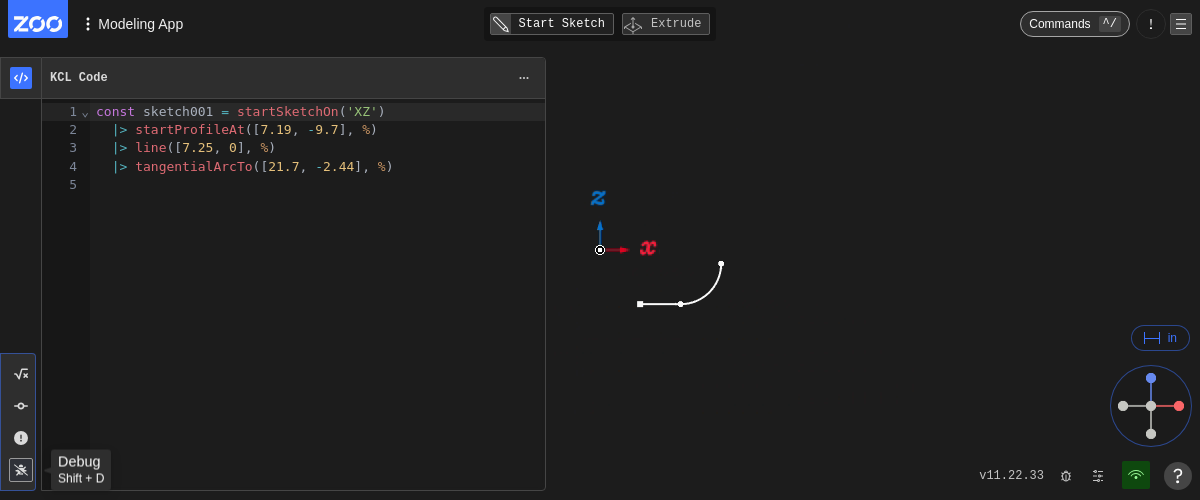 ZOO
Modeling App
Start Sketch
Extrude
Commands ^/
!
KCL Code
...
1 const sketch001 = startSketchOn('XZ')
2 |> startProfileAt([7.19, -9.7], %)
3 |> line([7.25, 0], %)
4 |> tangentialArcTo([21.7, -2.44], %)
5
z
x
in
Debug
Shift + D
v11.22.33
?